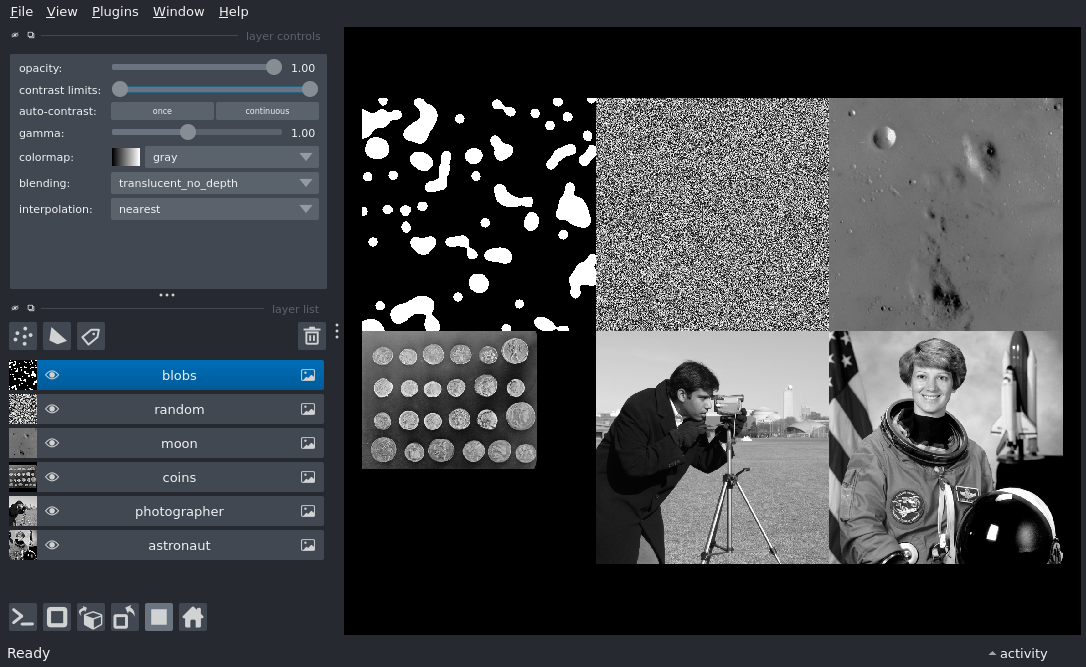 File View Plugins Window Help
layer controls
opacity: 1.00
contrast limits:
auto-contrast: once continuous
gamma: 1.00
colormap: gray
blending: translucent_no_depth
interpolation: nearest
layer list
blobs
random
moon
coins
photographer
astronaut
Ready
activity